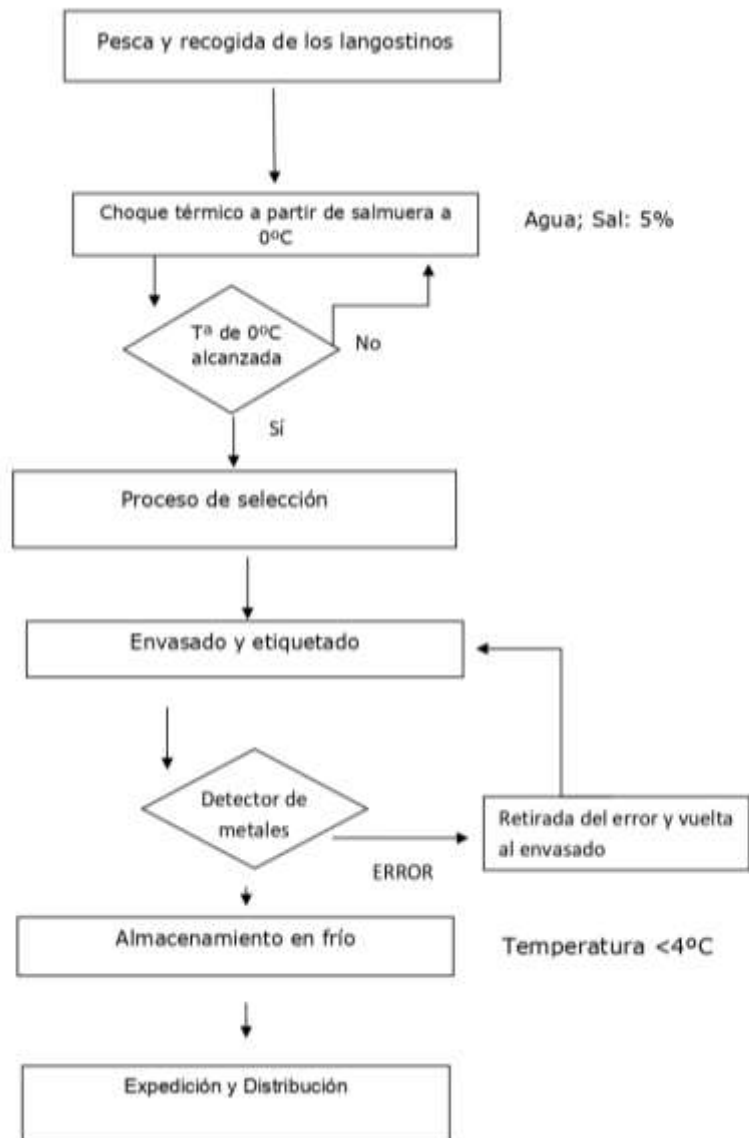 Pesca y recogida de los langostinos
Choque térmico a partir de salmuera a
0ºC
Agua; Sal: 5%
Tª de 0ºC
alcanzada
No
Sí
Proceso de selección
Envasado y etiquetado
Detector de
metales
Retirada del error y vuelta
al envasado
ERROR
Almacenamiento en frío
Temperatura <4ºC
Expedición y Distribución